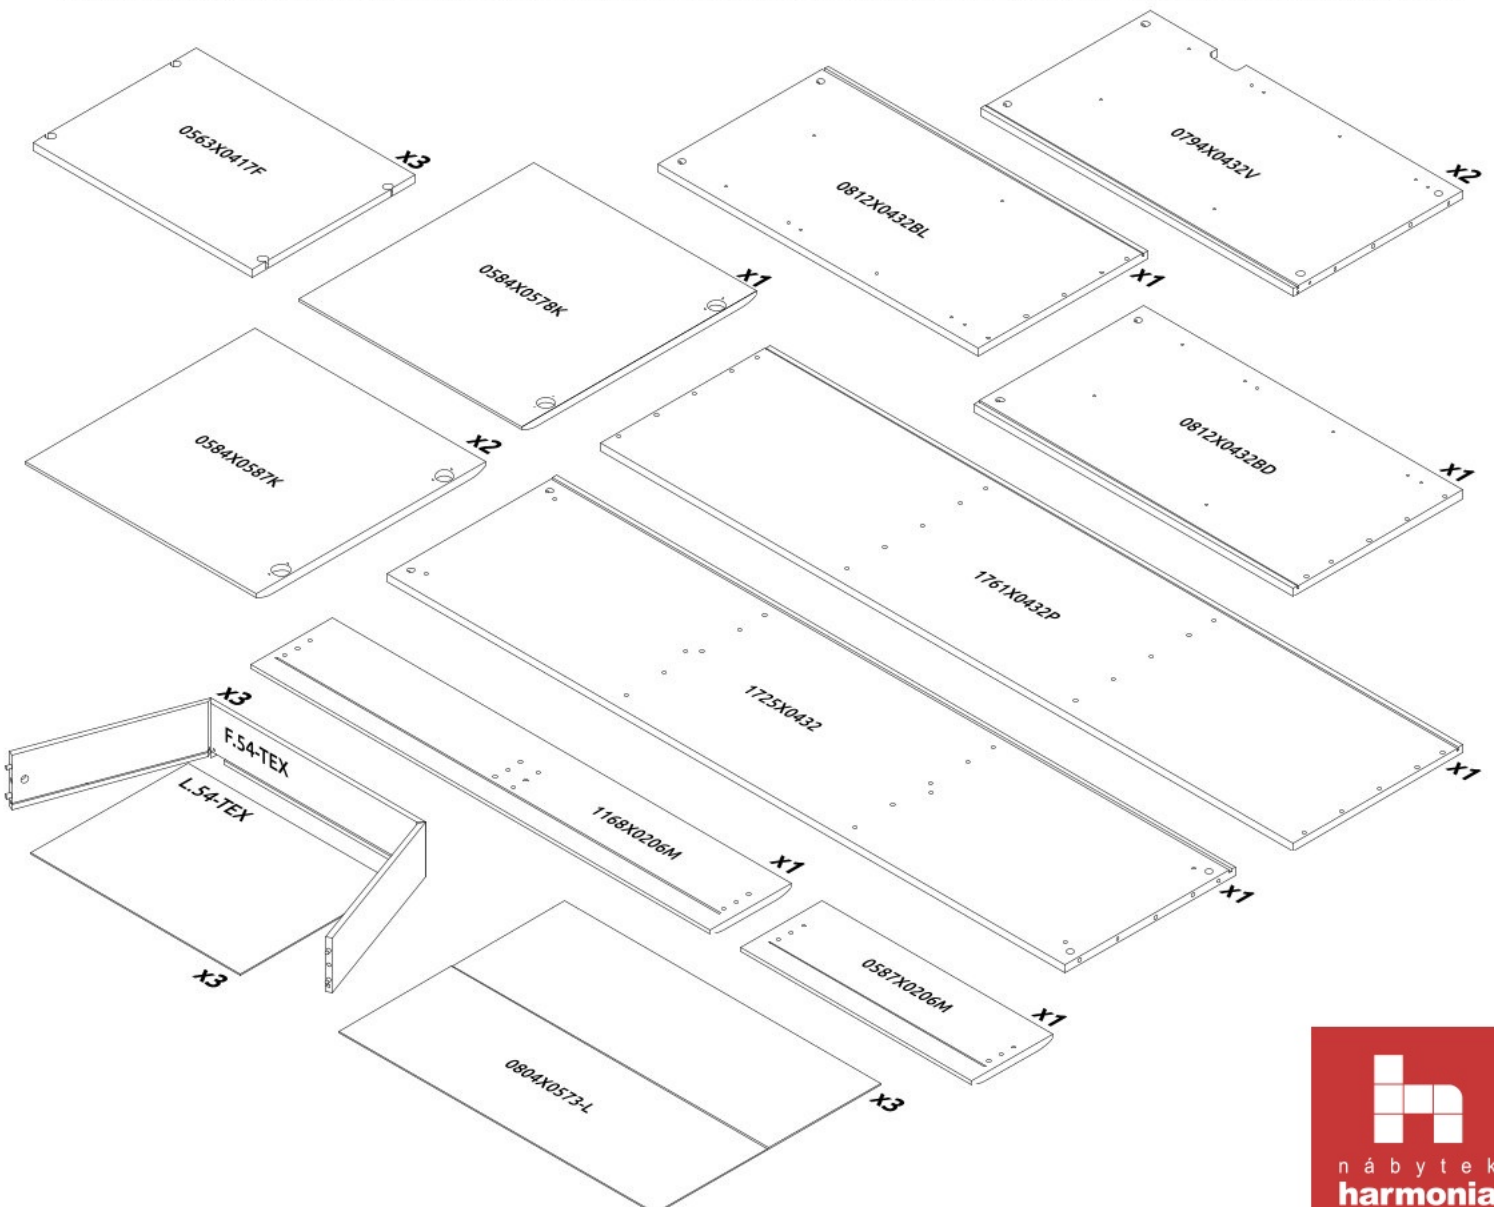 0563X0417F
x3
0812X0432BL
x1
0794X0432V
x2
0584X0578K
x1
0584X0587K
x2
0812X0432BD
x1
1761X0432P
x1
1725X0432
x1
x3
F.54-TEX
L.54-TEX
x3
1168X0206M
x1
0587X0206M
x1
0804X0573-L
x3
nábytek
harmonia